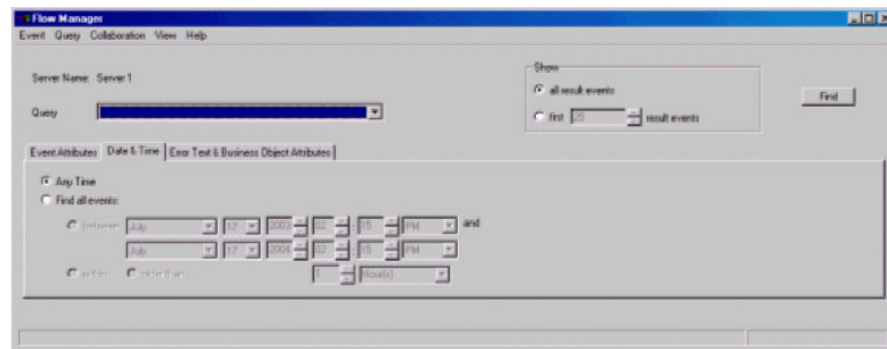 Flow Manager
Event Query Collaboration View Help
Server Name: Server 1
Show
all result events
first 25 result events
Find
Query
Event Attributes Date & Time Error Text & Business Object Attributes
Any Time
Find all events:
between July 17 2003 02 : 15 PM and
July 17 2004 02 : 15 PM
within older than 1 Hour(s)